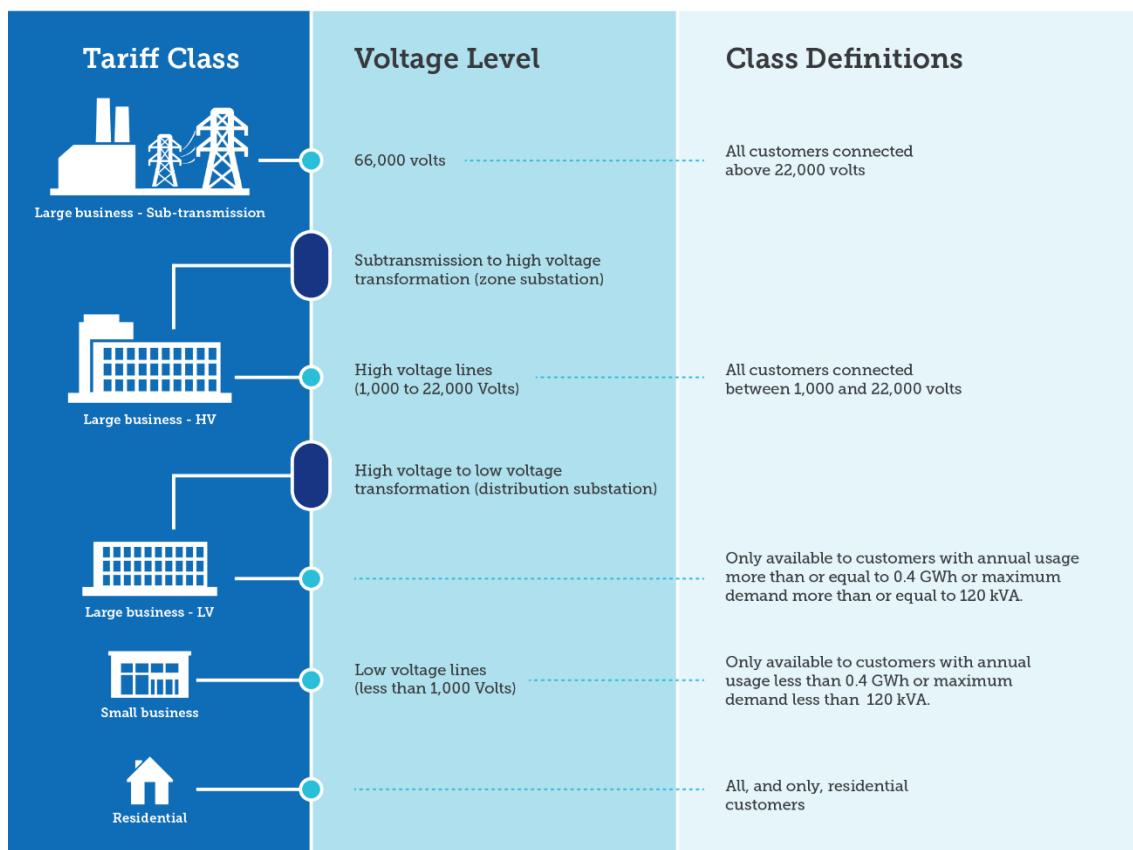 Tariff Class
Voltage Level
Class Definitions
Large business - Sub-transmission
66,000 volts
All customers connected
above 22,000 volts
Subtransmission to high voltage
transformation (zone substation)
Large business - HV
High voltage lines
(1,000 to 22,000 Volts)
All customers connected
between 1,000 and 22,000 volts
High voltage to low voltage
transformation (distribution substation)
Large business - LV
Only available to customers with annual usage
more than or equal to 0.4 GWh or maximum
demand more than or equal to 120 kVA.
Small business
Low voltage lines
(less than 1,000 Volts)
Only available to customers with annual
usage less than 0.4 GWh or maximum
demand less than 120 kVA.
Residential
All, and only, residential
customers